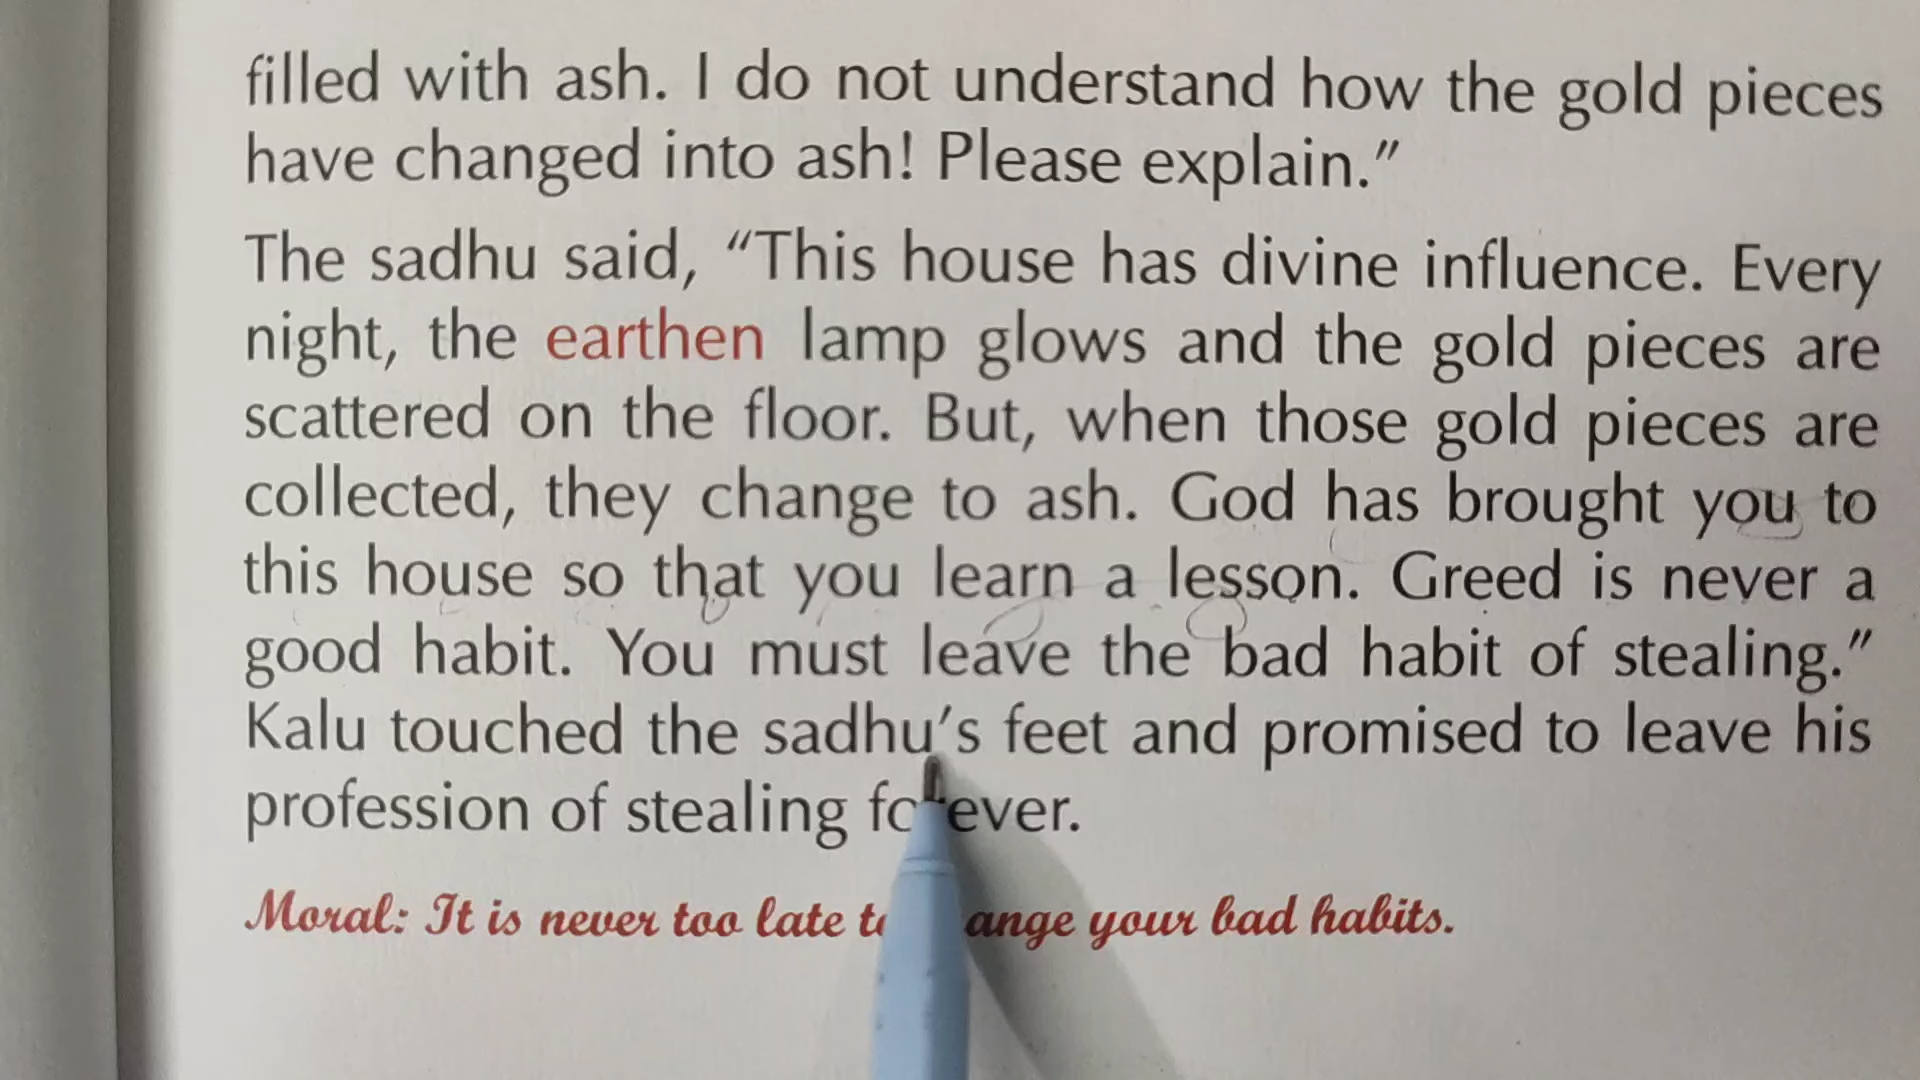 filled with ash. I do not understand how the gold pieces
have changed into ash! Please explain.”
The sadhu said, “This house has divine influence. Every
night, the earthen lamp glows and the gold pieces are
scattered on the floor. But, when those gold pieces are
collected, they change to ash. God has brought you to
this house so that you learn a lesson. Greed is never a
good habit. You must leave the bad habit of stealing.”
Kalu touched the sadhu’s feet and promised to leave his
profession of stealing forever.
Moral: It is never too late to change your bad habits.